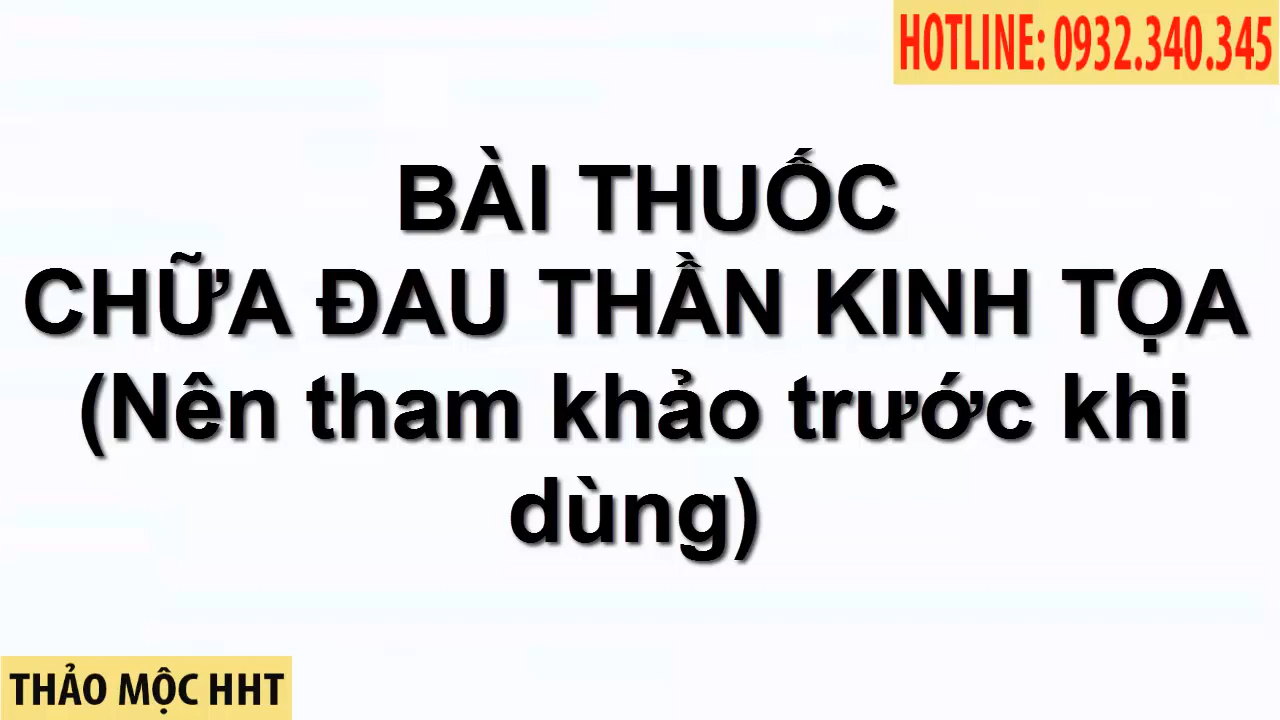 HOTLINE: 0932.340.345
BÀI THUỐC
CHỮA ĐAU THẦN KINH TỌA
(Nên tham khảo trước khi
dùng)
THẢO MỘC HHT